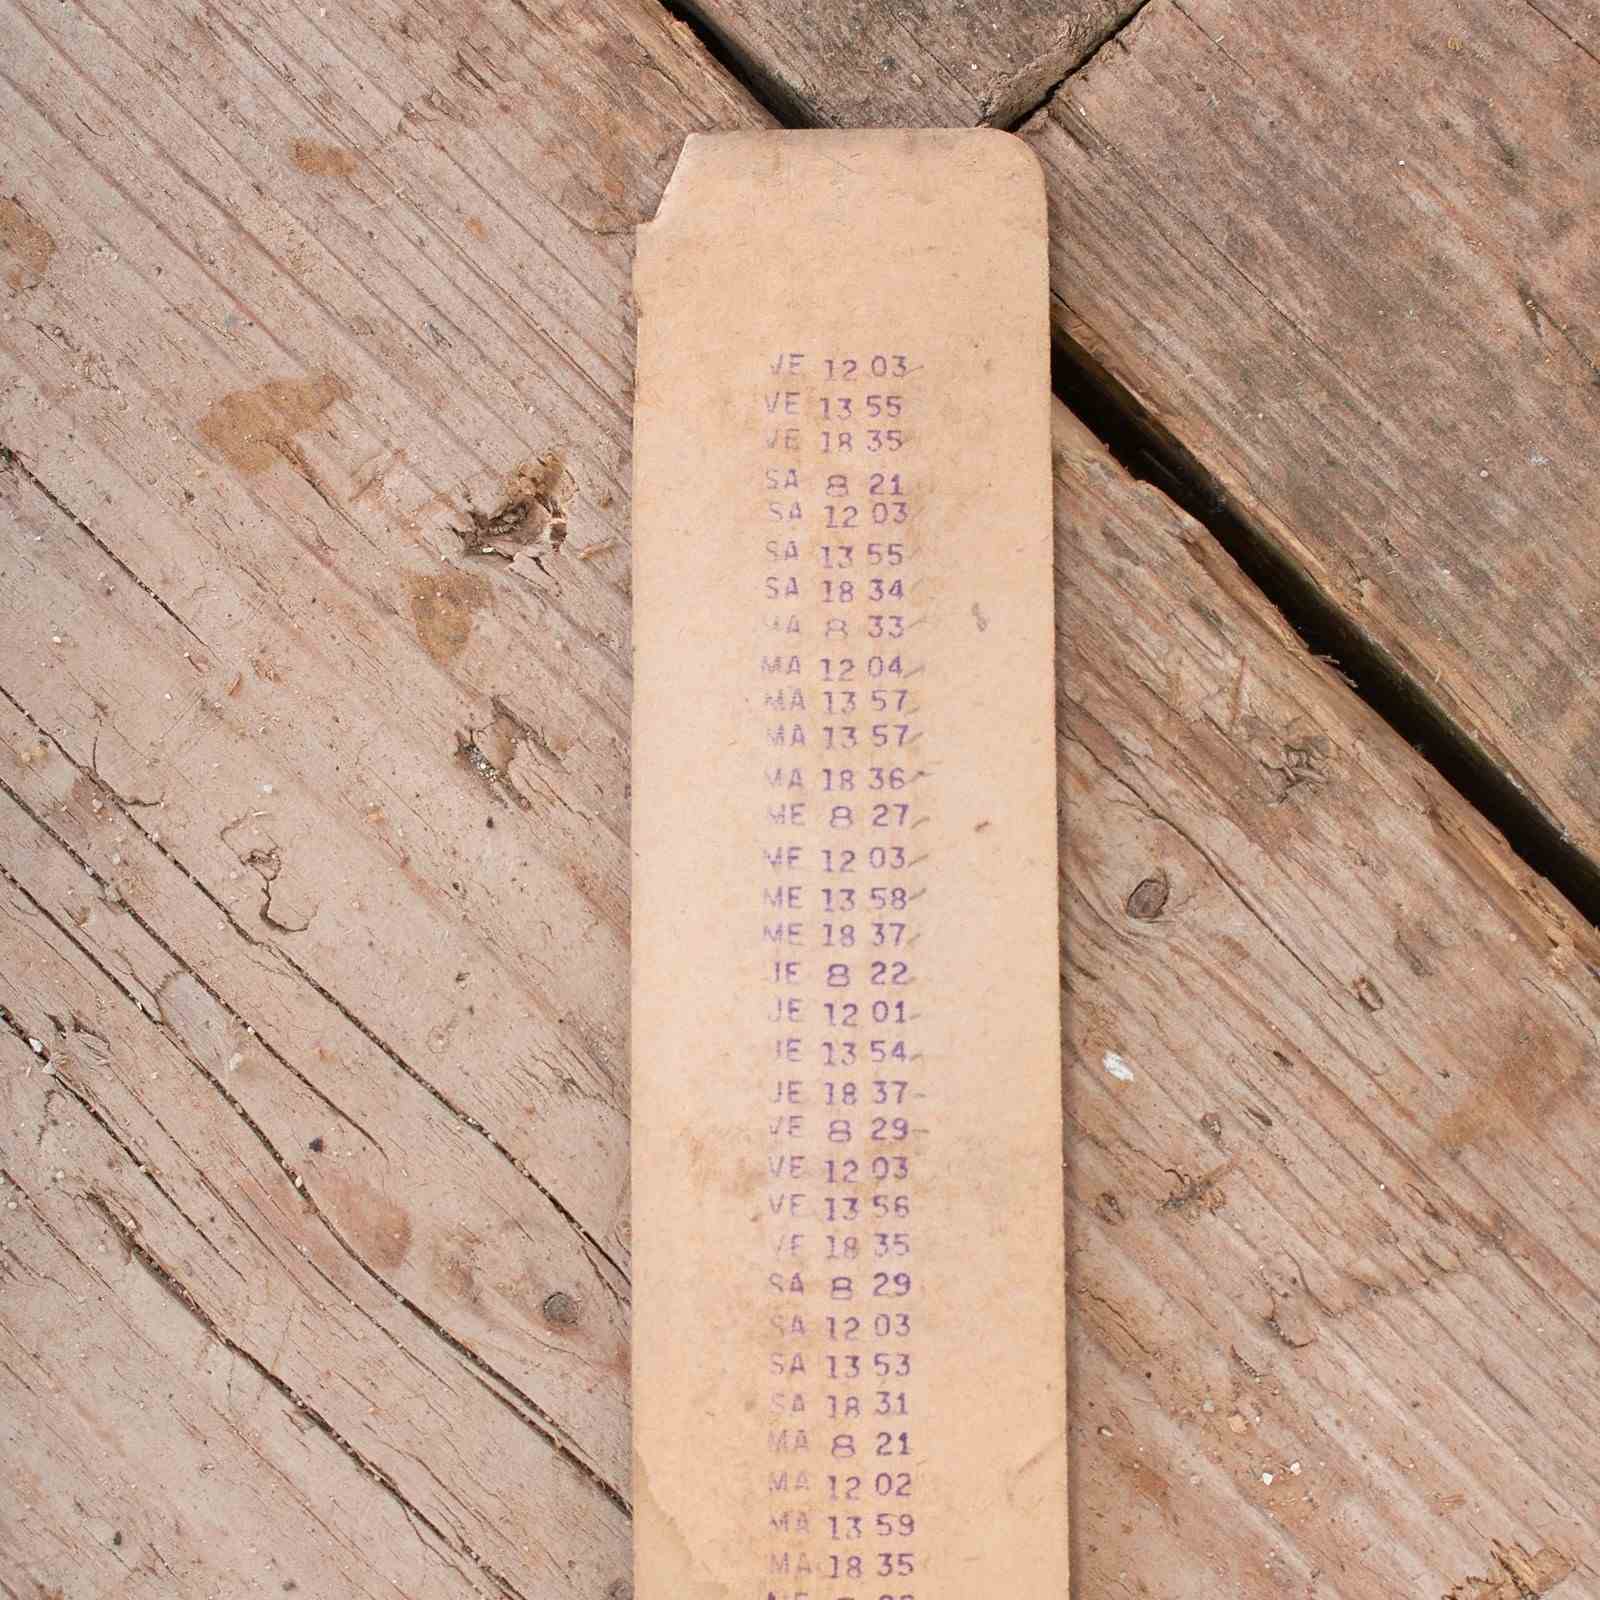 VE 12 03
VE 13 55
VE 18 35
SA 8 21
SA 12 03
SA 13 55
SA 18 34
MA 8 33
MA 12 04
MA 13 57
MA 13 57
MA 18 36
ME 8 27
ME 12 03
ME 13 58
ME 18 37
JE 8 22
JE 12 01
JE 13 54
JE 18 37
VE 8 29
VE 12 03
VE 13 56
VE 18 35
SA 8 29
SA 12 03
SA 13 53
SA 18 31
MA 8 21
MA 12 02
MA 13 59
MA 18 35